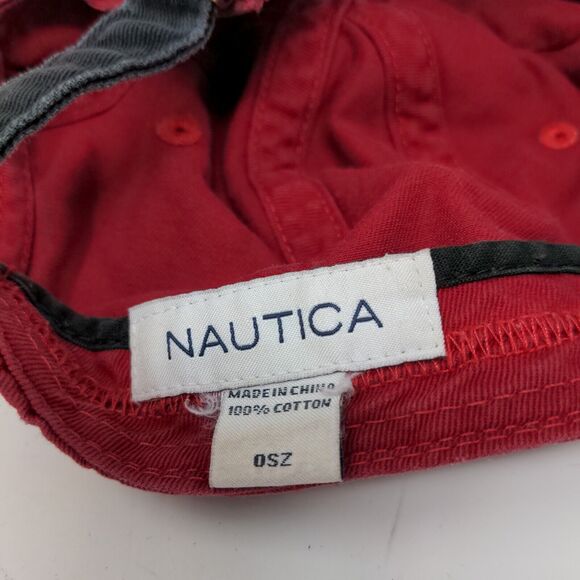 NAUTICA
MADE IN CHINA
100% COTTON
OSZ